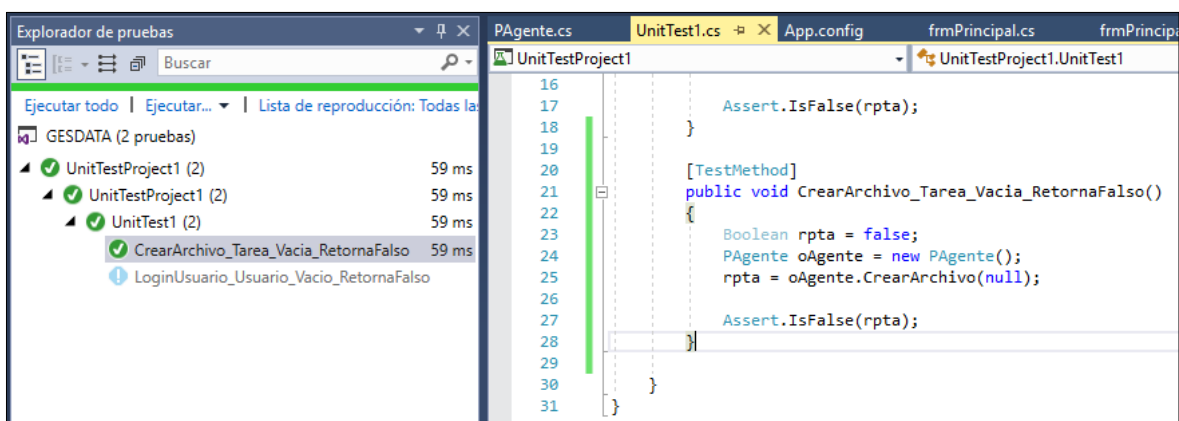 Explorador de pruebas
Buscar
Ejecutar todo | Ejecutar... | Lista de reproducción: Todas las
GESDATA (2 pruebas)
UnitTestProject1 (2) 59 ms
UnitTestProject1 (2) 59 ms
UnitTest1 (2) 59 ms
CrearArchivo_Tarea_Vacia_RetornaFalso 59 ms
LoginUsuario_Usuario_Vacio_RetornaFalso
PAgente.cs UnitTest1.cs App.config frmPrincipal.cs frmPrincipa
UnitTestProject1 UnitTestProject1.UnitTest1
16
17 Assert.IsFalse(rpta);
18 }
19
20 [TestMethod]
21 public void CrearArchivo_Tarea_Vacia_RetornaFalso()
22 {
23 Boolean rpta = false;
24 PAgente oAgente = new PAgente();
25 rpta = oAgente.CrearArchivo(null);
26
27 Assert.IsFalse(rpta);
28 }
29
30 }
31 }